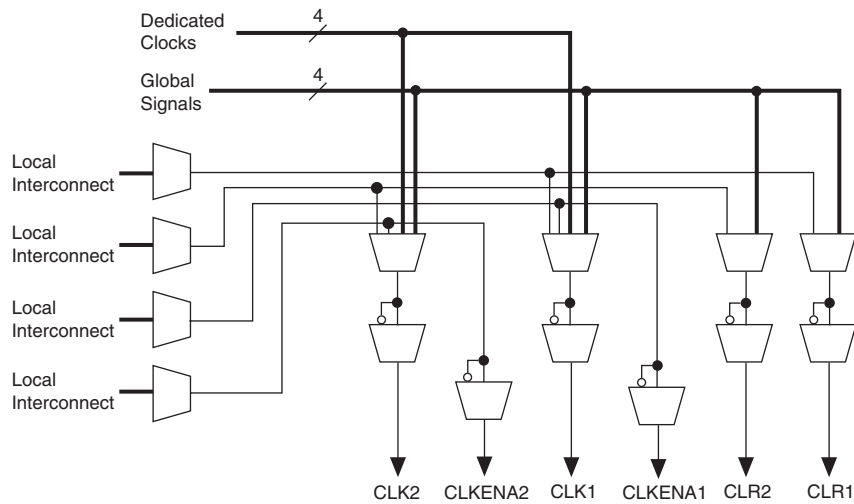 Dedicated
Clocks
4
Global
Signals
4
Local
Interconnect
Local
Interconnect
Local
Interconnect
Local
Interconnect
CLK2
CLKENA2
CLK1
CLKENA1
CLR2
CLR1